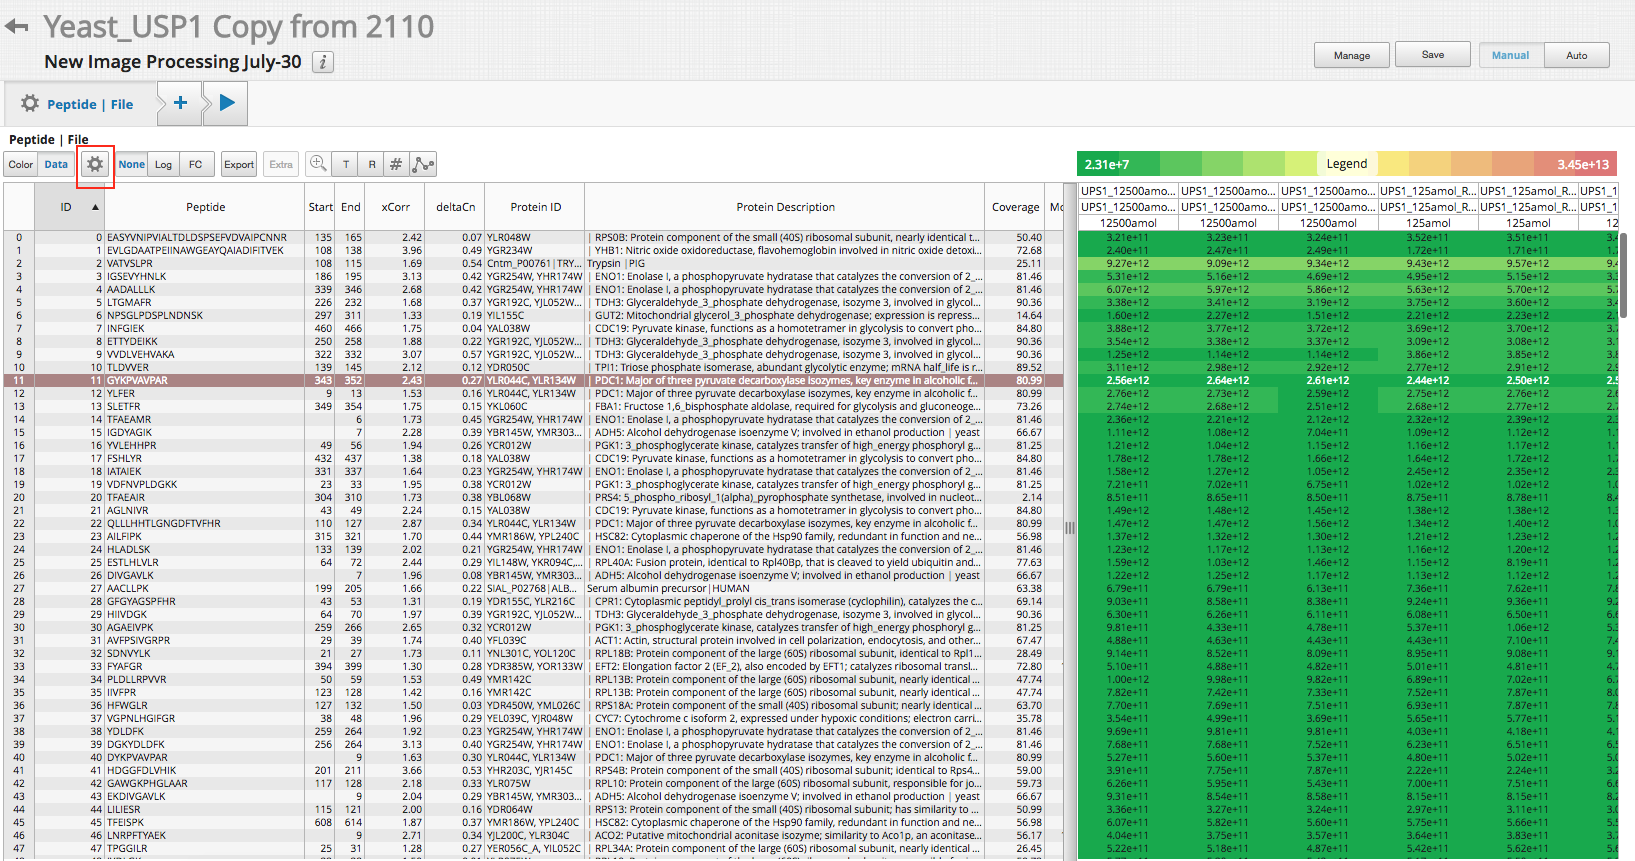 Yeast_USP1 Copy from 2110
New Image Processing July-30 i
Manage Save Manual Auto
Peptide | File
Peptide | File
Color Data None Log FC Export Extra T R #
2.31e+7 Legend 3.45e+13
UPS1_12500amo... UPS1_12500amo... UPS1_12500amo... UPS1_125amol_R... UPS1_125amol_R... UPS1_1
UPS1_12500amo... UPS1_12500amo... UPS1_12500amo... UPS1_125amol_R... UPS1_125amol_R... UPS1_1
ID Peptide Start End xCorr deltaCn Protein ID Protein Description Coverage Mc 12500amol 12500amol 12500amol 125amol 125amol 12
0 0 EASYVNIPVIALTDLDSPSEFVDVAIPCNNR 135 165 2.42 0.07 YLR048W | RPS0B: Protein component of the small (40S) ribosomal subunit, nearly identical t... 50.40 3.21e+11 3.23e+11 3.24e+11 3.52e+11 3.51e+11
1 1 EVLGDAATPEIINAWGEAYQAIADIFITVEK 108 138 3.96 0.49 YGR234W | YHB1: Nitric oxide oxidoreductase, flavohemoglobin involved in nitric oxide detoxi... 72.68 2.40e+11 2.47e+11 2.49e+11 1.51e+11 1.71e+11
2 2 VATVSLPR 108 115 1.69 0.54 Cntm_P00761|TRY... Trypsin |PIG 25.11 9.27e+12 9.09e+12 9.34e+12 9.43e+12 9.57e+12
3 3 IGSEVYHNLK 186 195 3.13 0.42 YGR254W, YHR174W | ENO1: Enolase I, a phosphopyruvate hydratase that catalyzes the conversion of 2_... 81.46 5.31e+12 5.16e+12 4.69e+12 4.95e+12 5.15e+12
4 4 AADALLLK 339 346 2.68 0.42 YGR254W, YHR174W | ENO1: Enolase I, a phosphopyruvate hydratase that catalyzes the conversion of 2_... 81.46 6.07e+12 5.97e+12 5.86e+12 5.63e+12 5.70e+12
5 5 LTGMAFR 226 232 1.68 0.37 YGR192C, YJL052W... | TDH3: Glyceraldehyde_3_phosphate dehydrogenase, isozyme 3, involved in glycol... 90.36 3.38e+12 3.41e+12 3.19e+12 3.75e+12 3.60e+12
6 6 NPSGLPDSPLNDNSK 297 311 1.33 0.19 YIL155C | GUT2: Mitochondrial glycerol_3_phosphate dehydrogenase; expression is repress... 14.48 1.60e+12 2.27e+12 1.51e+12 2.21e+12 2.23e+12
7 7 INFGIEK 460 466 1.75 0.04 YAL038W | CDC19: Pyruvate kinase, functions as a homotetramer in glycolysis to convert pho... 84.80 3.88e+12 3.77e+12 3.72e+12 3.69e+12 3.70e+12
8 8 ETTYDEIKK 250 258 1.88 0.22 YGR192C, YJL052W... | TDH3: Glyceraldehyde_3_phosphate dehydrogenase, isozyme 3, involved in glycol... 90.36 3.54e+12 3.38e+12 3.37e+12 3.09e+12 3.08e+12
9 9 VVDLVEHVAKA 322 332 3.07 0.57 YGR192C, YJL052W... | TDH3: Glyceraldehyde_3_phosphate dehydrogenase, isozyme 3, involved in glycol... 90.36 1.25e+12 1.14e+12 1.14e+12 3.86e+12 3.85e+12
10 10 TLDVVER 139 145 2.12 0.12 YDR050C | TPI1: Triose phosphate isomerase, abundant glycolytic enzyme; mRNA half_life is r... 89.52 3.11e+12 2.98e+12 2.92e+12 2.77e+12 2.91e+12
11 11 GYKPVAVPAR 343 352 2.43 0.27 YLR044C, YLR134W | PDC1: Major of three pyruvate decarboxylase isozymes, key enzyme in alcoholic f... 80.99 2.56e+12 2.64e+12 2.61e+12 2.44e+12 2.50e+12
12 12 YLFER 9 13 1.53 0.16 YLR044C, YLR134W | PDC1: Major of three pyruvate decarboxylase isozymes, key enzyme in alcoholic f... 80.99 2.76e+12 2.73e+12 2.59e+12 2.75e+12 2.76e+12
13 13 SLETFR 349 354 1.75 0.15 YKL060C | FBA1: Fructose 1,6_bisphosphate aldolase, required for glycolysis and gluconeoge... 73.26 2.74e+12 2.68e+12 2.51e+12 2.68e+12 2.77e+12
14 14 TFAEAMR 6 1.73 0.45 YGR254W, YHR174W | ENO1: Enolase I, a phosphopyruvate hydratase that catalyzes the conversion of 2_... 81.46 2.36e+12 2.21e+12 2.12e+12 2.32e+12 2.39e+12
15 15 IGDYAGIK 7 2.28 0.39 YBR145W, YMR303... | ADH5: Alcohol dehydrogenase isoenzyme V; involved in ethanol production | yeast 66.67 1.11e+12 1.08e+12 7.04e+11 1.09e+12 1.12e+12
16 16 YVLEHHPR 49 56 1.94 0.26 YCR012W | PGK1: 3_phosphoglycerate kinase, catalyzes transfer of high_energy phosphoryl g... 81.25 1.21e+12 1.04e+12 1.15e+12 1.16e+12 1.17e+12
17 17 FSHLYR 432 437 1.38 0.18 YAL038W | CDC19: Pyruvate kinase, functions as a homotetramer in glycolysis to convert pho... 84.80 1.78e+12 1.78e+12 1.66e+12 1.64e+12 1.72e+12
18 18 IATAIEK 331 337 1.64 0.23 YGR254W, YHR174W | ENO1: Enolase I, a phosphopyruvate hydratase that catalyzes the conversion of 2_... 81.46 1.58e+12 1.27e+12 1.05e+12 2.45e+12 2.35e+12
19 19 VDFNVPLDGKK 23 33 1.95 0.38 YCR012W | PGK1: 3_phosphoglycerate kinase, catalyzes transfer of high_energy phosphoryl g... 81.25 7.21e+11 7.02e+11 6.75e+11 1.02e+12 1.02e+12
20 20 TFAEAIR 304 310 1.73 0.38 YBL068W | PRS4: 5_phospho_ribosyl_1(alpha)_pyrophosphate synthetase, involved in nucleot... 2.14 8.51e+11 8.65e+11 8.50e+11 8.75e+11 8.78e+11
21 21 AGLNIVR 43 49 2.24 0.15 YAL038W | CDC19: Pyruvate kinase, functions as a homotetramer in glycolysis to convert pho... 84.80 1.49e+12 1.48e+12 1.45e+12 1.38e+12 1.38e+12
22 22 QLLLHHTLGNGDFTVFHR 110 127 2.87 0.34 YLR044C, YLR134W | PDC1: Major of three pyruvate decarboxylase isozymes, key enzyme in alcoholic f... 80.99 1.47e+12 1.47e+12 1.56e+12 1.34e+12 1.40e+12
23 23 AILFIPK 315 321 1.70 0.44 YMR186W, YPL240C | HSC82: Cytoplasmic chaperone of the Hsp90 family, redundant in function and ne... 56.98 1.37e+12 1.32e+12 1.30e+12 1.21e+12 1.23e+12
24 24 HLADLSK 133 139 2.02 0.21 YGR254W, YHR174W | ENO1: Enolase I, a phosphopyruvate hydratase that catalyzes the conversion of 2_... 81.46 1.23e+12 1.17e+12 1.13e+12 1.16e+12 1.20e+12
25 25 ESTLHLVLR 64 72 2.44 0.29 YIL148W, YKR094C,... | RPL40A: Fusion protein, identical to Rpl40Bp, that is cleaved to yield ubiquitin and... 77.63 1.59e+12 1.03e+12 1.46e+12 1.15e+12 8.19e+11
26 26 DIVGAVLK 7 1.96 0.08 YBR145W, YMR303... | ADH5: Alcohol dehydrogenase isoenzyme V; involved in ethanol production | yeast 66.67 1.22e+12 1.25e+12 1.17e+12 1.13e+12 1.12e+12
27 27 AACLLPK 199 205 1.66 0.22 SIAL_P02768|ALB... Serum albumin precursor|HUMAN 63.38 6.79e+11 7.13e+11 6.75e+11 7.36e+11 7.62e+11
28 28 GFGYAGSPFHR 43 53 1.31 0.19 YDR155C, YLR216C | CPR1: Cytoplasmic peptidyl_prolyl cis_trans isomerase (cyclophilin), catalyzes the c... 69.14 9.03e+11 8.58e+11 8.38e+11 9.24e+11 9.36e+11
29 29 HIIVDGK 64 70 1.97 0.39 YGR192C, YJL052W... | TDH3: Glyceraldehyde_3_phosphate dehydrogenase, isozyme 3, involved in glycol... 90.36 6.30e+11 6.26e+11 6.11e+11 6.08e+11 6.50e+11
30 30 AGAEIVPK 259 266 2.65 0.32 YCR012W | PGK1: 3_phosphoglycerate kinase, catalyzes transfer of high_energy phosphoryl g... 81.25 9.81e+11 4.33e+11 4.78e+11 5.37e+11 1.06e+12
31 31 AVFPSIVGRPR 29 39 1.74 0.40 YFL039C | ACT1: Actin, structural protein involved in cell polarization, endocytosis, and other... 67.47 4.88e+11 4.63e+11 4.43e+11 4.43e+11 7.10e+11
32 32 SDNVYLK 21 27 1.73 0.11 YNL301C, YOL120C | RPL18B: Protein component of the large (60S) ribosomal subunit, identical to Rpl1... 28.49 9.14e+11 8.52e+11 8.09e+11 8.95e+11 9.08e+11
33 33 FYAFGR 394 399 1.30 0.28 YDR385W, YOR133W | EFT2: Elongation factor 2 (EF_2), also encoded by EFT1; catalyzes ribosomal transl... 72.80 5.10e+11 4.88e+11 4.82e+11 5.01e+11 4.81e+11
34 34 PLDLLRPVVR 50 59 1.53 0.49 YMR142C | RPL13B: Protein component of the large (60S) ribosomal subunit, nearly identical ... 47.74 1.00e+12 9.98e+11 9.82e+11 6.89e+11 7.02e+11
35 35 IIVFPR 123 128 1.42 0.16 YMR142C | RPL13B: Protein component of the large (60S) ribosomal subunit, nearly identical ... 47.74 7.82e+11 7.42e+11 7.33e+11 7.52e+11 7.87e+11
36 36 HFWGLR 127 132 1.50 0.03 YDR450W, YML026C | RPS18A: Protein component of the small (40S) ribosomal subunit; nearly identical ... 63.70 7.70e+11 7.69e+11 7.51e+11 6.93e+11 7.87e+11
37 37 VGPNLHGIFGR 38 48 1.96 0.29 YEL039C, YJR048W | CYC7: Cytochrome c isoform 2, expressed under hypoxic conditions; electron carri... 35.78 3.54e+11 4.99e+11 3.69e+11 5.65e+11 5.77e+11
38 38 YDLDFK 259 264 1.92 0.23 YGR254W, YHR174W | ENO1: Enolase I, a phosphopyruvate hydratase that catalyzes the conversion of 2_... 81.46 9.69e+11 9.81e+11 9.81e+11 4.03e+11 4.18e+11
39 39 DGKYDLDFK 256 264 3.13 0.40 YGR254W, YHR174W | ENO1: Enolase I, a phosphopyruvate hydratase that catalyzes the conversion of 2_... 81.46 7.68e+11 7.68e+11 7.52e+11 6.23e+11 6.51e+11
40 40 DYKPVAVPAR 9 1.63 0.30 YLR044C, YLR134W | PDC1: Major of three pyruvate decarboxylase isozymes, key enzyme in alcoholic f... 80.99 5.27e+11 5.60e+11 5.37e+11 4.80e+11 5.02e+11
41 41 HDGGFDLVHIK 201 211 3.66 0.53 YHR203C, YJR145C | RPS4B: Protein component of the small (40S) ribosomal subunit; identical to Rps4... 59.00 3.91e+11 7.75e+11 7.87e+11 2.22e+11 2.24e+11
42 42 GAWGKPHGLAAR 117 128 2.18 0.33 YLR075W | RPL10: Protein component of the large (60S) ribosomal subunit, responsible for jo... 59.73 6.26e+11 5.95e+11 5.43e+11 7.00e+11 7.51e+11
43 43 EKDIVGAVLK 9 2.04 0.29 YBR145W, YMR303... | ADH5: Alcohol dehydrogenase isoenzyme V; involved in ethanol production | yeast 66.67 9.31e+11 8.54e+11 8.58e+11 8.15e+11 8.15e+11
44 44 LILIESR 115 121 2.00 0.16 YDR064W | RPS13: Protein component of the small (40S) ribosomal subunit; has similarity to ... 50.99 3.36e+11 3.24e+11 3.27e+11 2.97e+11 3.11e+11
45 45 TFEISPK 608 614 1.87 0.37 YMR186W, YPL240C | HSC82: Cytoplasmic chaperone of the Hsp90 family, redundant in function and ne... 56.98 6.07e+11 5.82e+11 5.60e+11 5.72e+11 5.66e+11
46 46 LNRPFTYAEK 9 2.71 0.34 YJL200C, YLR304C | ACO2: Putative mitochondrial aconitase isozyme; similarity to Aco1p, an aconitase... 56.17 4.04e+11 3.75e+11 3.57e+11 3.64e+11 3.83e+11
47 47 TPGGILR 25 31 1.28 0.27 YER056C_A, YIL052C | RPL34A: Protein component of the large (60S) ribosomal subunit, nearly identical ... 26.45 5.22e+11 5.18e+11 4.87e+11 5.42e+11 5.62e+11